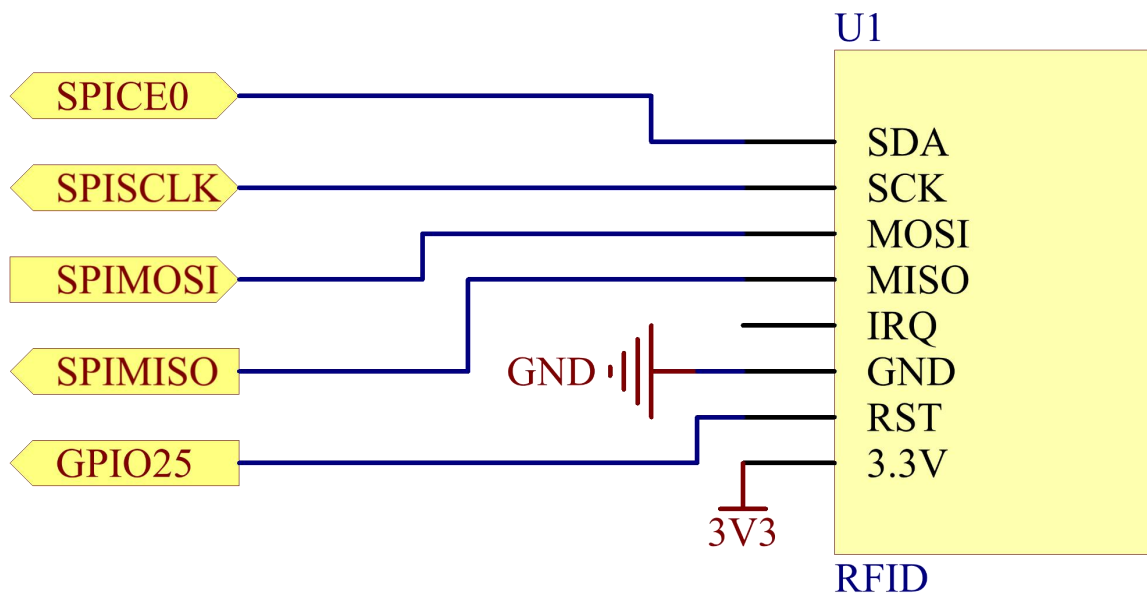 U1
SPICE0
SDA
SPISCLK
SCK
MOSI
SPIMOSI
MISO
IRQ
SPIMISO
GND
GND
RST
GPIO25
3.3V
3V3
RFID